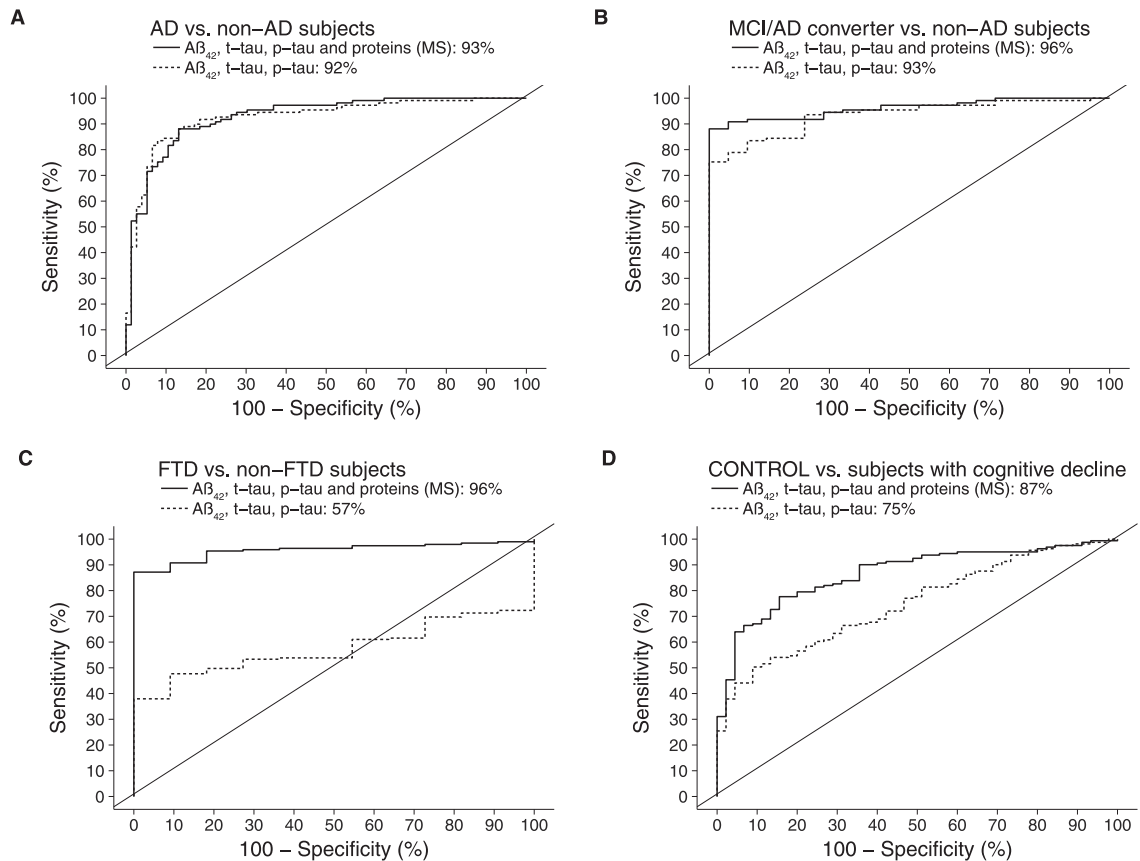 A
AD vs. non–AD subjects
Aß42, t–tau, p–tau and proteins (MS): 93%
Aß42, t–tau, p–tau: 92%
100
90
80
70
60
50
40
30
20
10
0
Sensitivity (%)
0 10 20 30 40 50 60 70 80 90 100
100 – Specificity (%)
B
MCI/AD converter vs. non–AD subjects
Aß42, t–tau, p–tau and proteins (MS): 96%
Aß42, t–tau, p–tau: 93%
100
90
80
70
60
50
40
30
20
10
0
Sensitivity (%)
0 10 20 30 40 50 60 70 80 90 100
100 – Specificity (%)
C
FTD vs. non–FTD subjects
Aß42, t–tau, p–tau and proteins (MS): 96%
Aß42, t–tau, p–tau: 57%
100
90
80
70
60
50
40
30
20
10
0
Sensitivity (%)
0 10 20 30 40 50 60 70 80 90 100
100 – Specificity (%)
D
CONTROL vs. subjects with cognitive decline
Aß42, t–tau, p–tau and proteins (MS): 87%
Aß42, t–tau, p–tau: 75%
100
90
80
70
60
50
40
30
20
10
0
Sensitivity (%)
0 10 20 30 40 50 60 70 80 90 100
100 – Specificity (%)